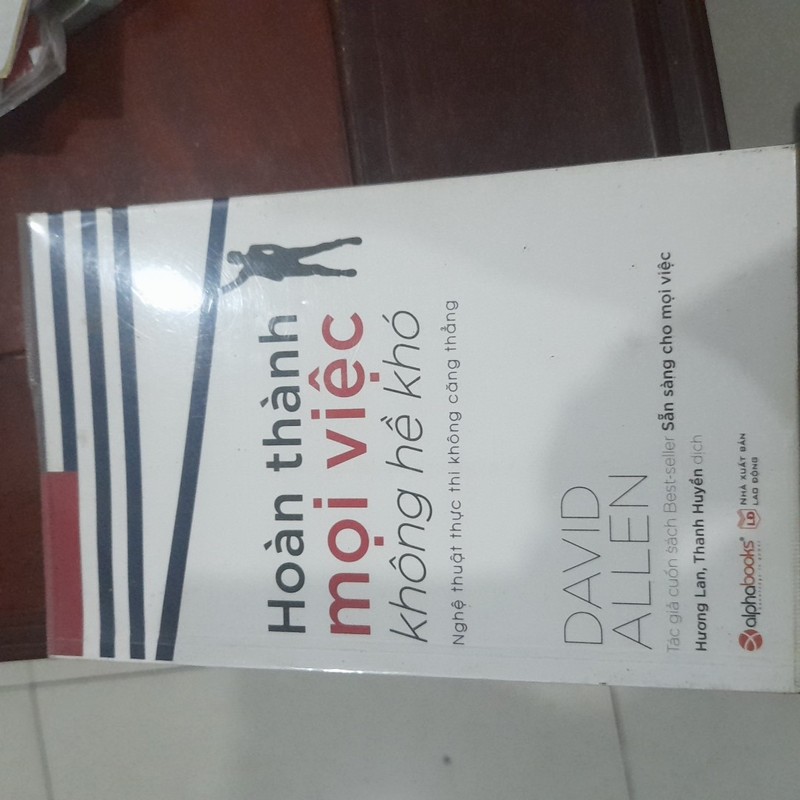 Hoàn thành
mọi việc
không hề khó
Nghệ thuật thực thi không căng thẳng
DAVID
ALLEN
Tác giả cuốn sách Best-seller Sẵn sàng cho mọi việc
Hương Lan, Thanh Huyền dịch
alphabooks®
LĐ
NHÀ XUẤT BẢN
LAO ĐỘNG